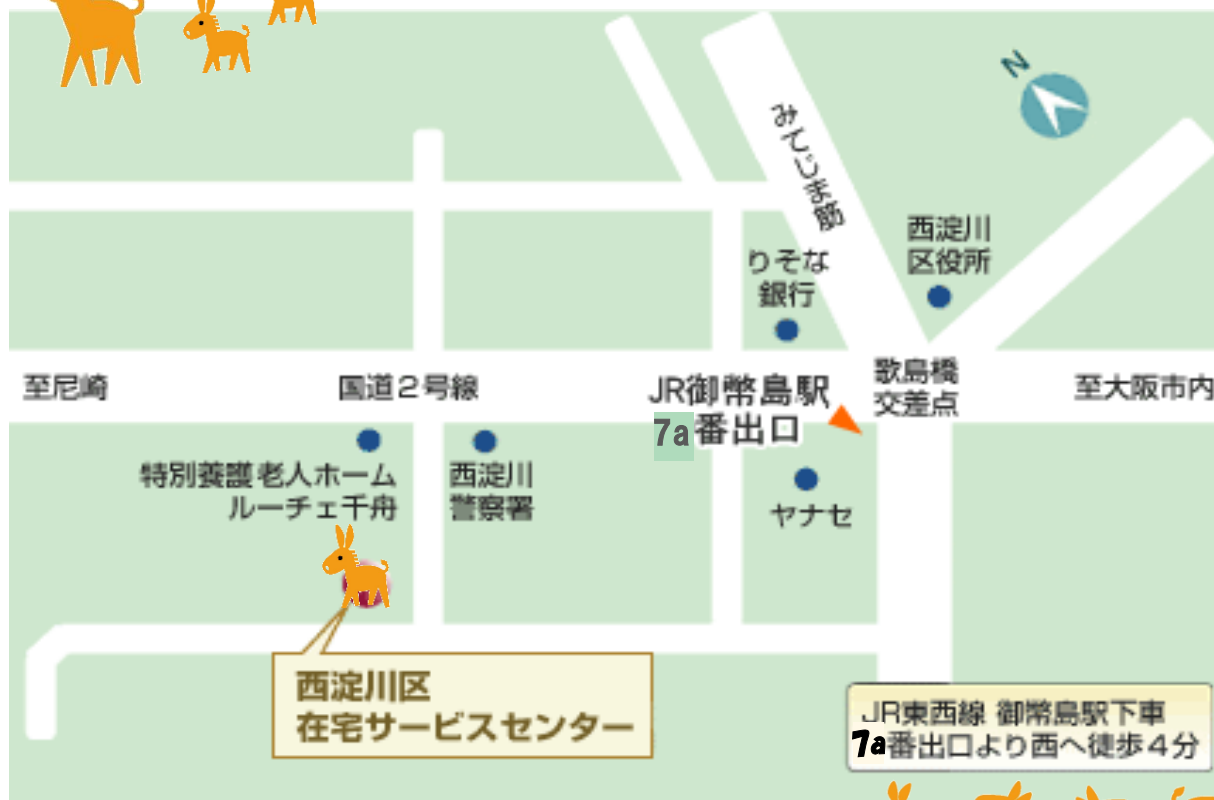 N
みてじま筋
西淀川
区役所
りそな
銀行
至尼崎
国道２号線
JR御幣島駅
7a番出口
歌島橋
交差点
至大阪市内
特別養護老人ホーム
ルーチェ千舟
西淀川
警察署
ヤナセ
西淀川区
在宅サービスセンター
JR東西線 御幣島駅下車
7a番出口より西へ徒歩４分